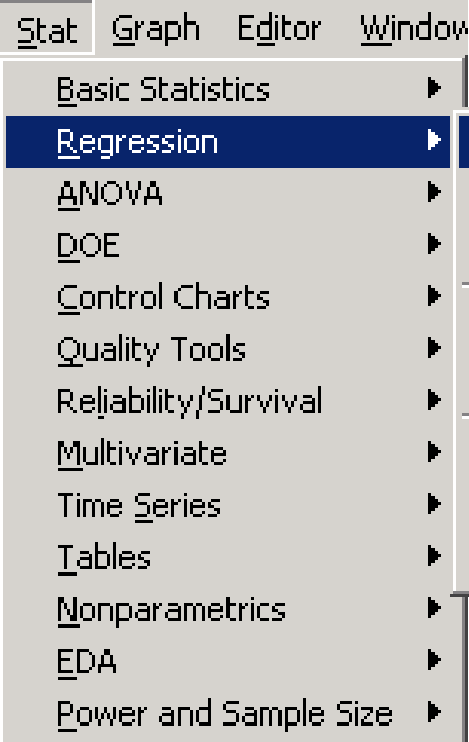 Stat Graph Editor Window
Basic Statistics
Regression
ANOVA
DOE
Control Charts
Quality Tools
Reliability/Survival
Multivariate
Time Series
Tables
Nonparametrics
EDA
Power and Sample Size